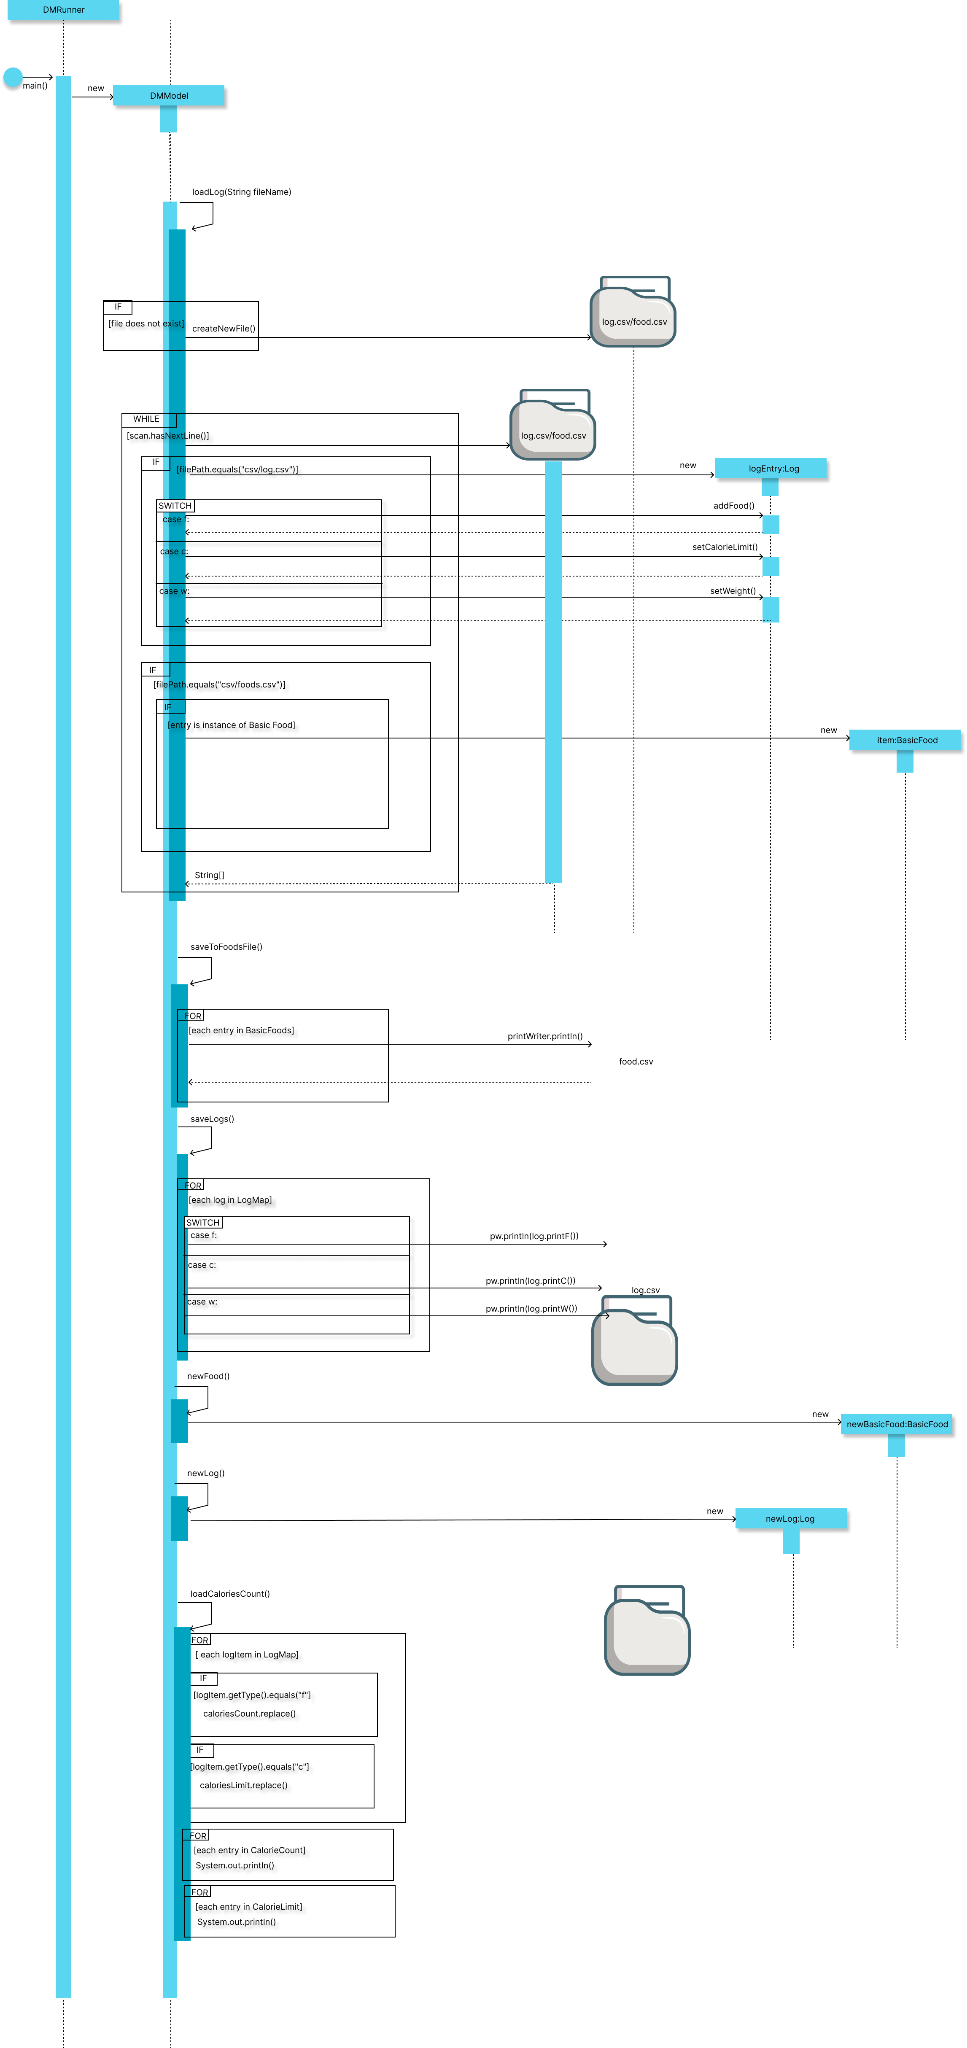 DMRunner
main()
new
DMModel
loadLog(String fileName)
IF
[file does not exist]
createNewFile()
log.csv/food.csv
WHILE
[scan.hasNextLine()]
log.csv/food.csv
IF
[filePath.equals("csv/log.csv")]
new
logEntry:Log
SWITCH
case f:
addFood()
case c:
setCalorieLimit()
case w:
setWeight()
IF
[filePath.equals("csv/foods.csv")]
IF
[entry is instance of Basic Food]
new
item:BasicFood
String[]
saveToFoodsFile()
FOR
[each entry in BasicFoods]
printWriter.println()
food.csv
saveLogs()
FOR
[each log in LogMap]
SWITCH
case f:
pw.println(log.printF())
case c:
pw.println(log.printC())
log.csv
case w:
pw.println(log.printW())
newFood()
new
newBasicFood:BasicFood
newLog()
new
newLog:Log
loadCaloriesCount()
FOR
[ each logItem in LogMap]
IF
[logItem.getType().equals("f"]
caloriesCount.replace()
IF
[logItem.getType().equals("c"]
caloriesLimit.replace()
FOR
[each entry in CalorieCount]
System.out.println()
FOR
[each entry in CalorieLimit]
System.out.println()